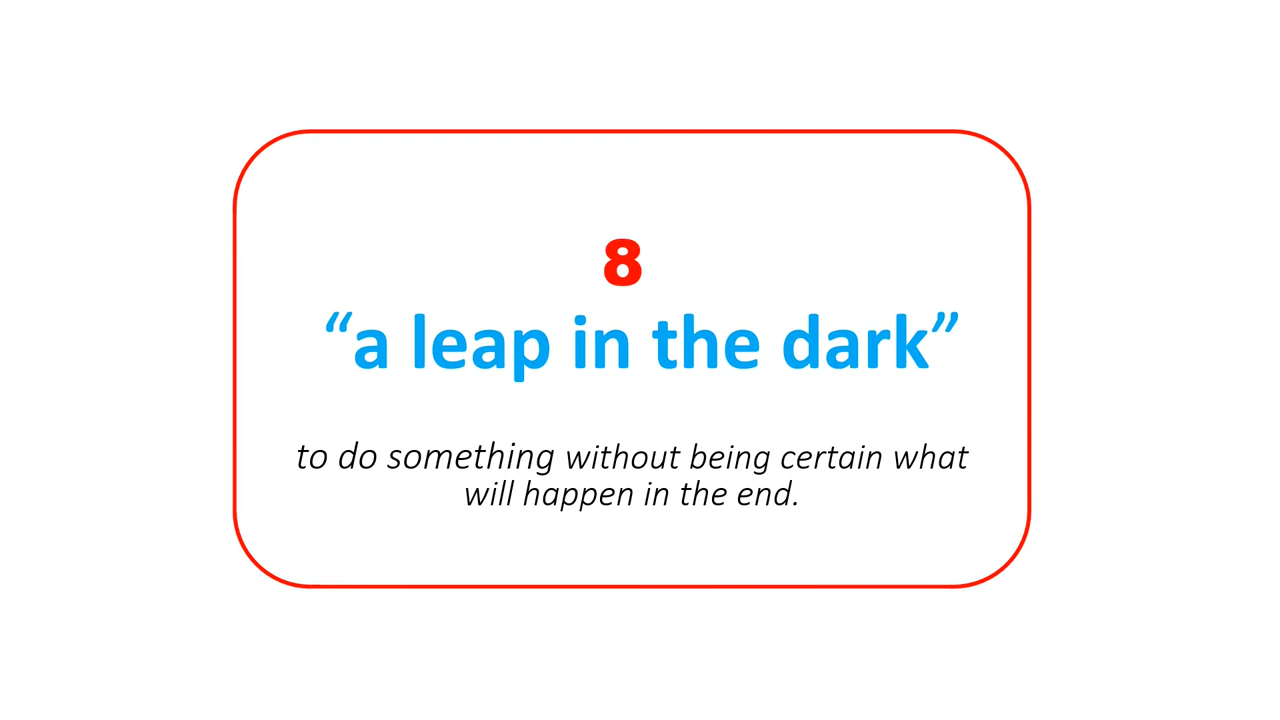 8
“a leap in the dark”
to do something without being certain what
will happen in the end.